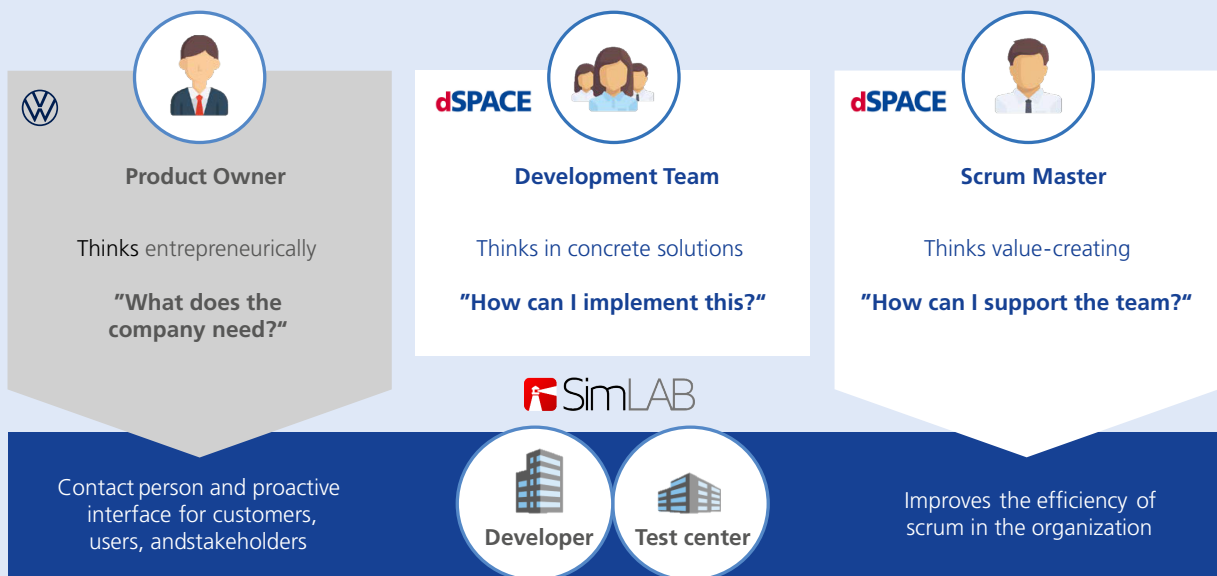 Product Owner
Thinks entrepreneurically
"What does the
company need?“
dSPACE
Development Team
Thinks in concrete solutions
"How can I implement this?“
dSPACE
Scrum Master
Thinks value-creating
"How can I support the team?“
SimLAB
Contact person and proactive
interface for customers,
users, andstakeholders
Developer
Test center
Improves the efficiency of
scrum in the organization